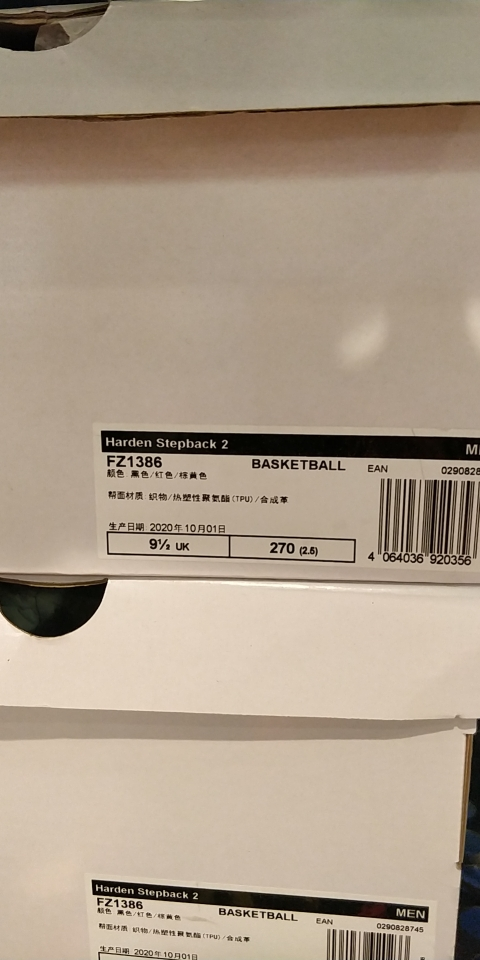 Harden Stepback 2
FZ1386 BASKETBALL EAN 0290828
颜色 黑色/红色/棕黄色
帮面材质 织物/热塑性聚氨酯(TPU)/合成革
生产日期 2020年10月01日
9½ UK 270 (2.5)
4 064036 920356
Harden Stepback 2 MEN
FZ1386 BASKETBALL EAN 0290828745
颜色 黑色/红色/棕黄色
帮面材质 织物/热塑性聚氨酯(TPU)/合成革
生产日期 2020年10月01日